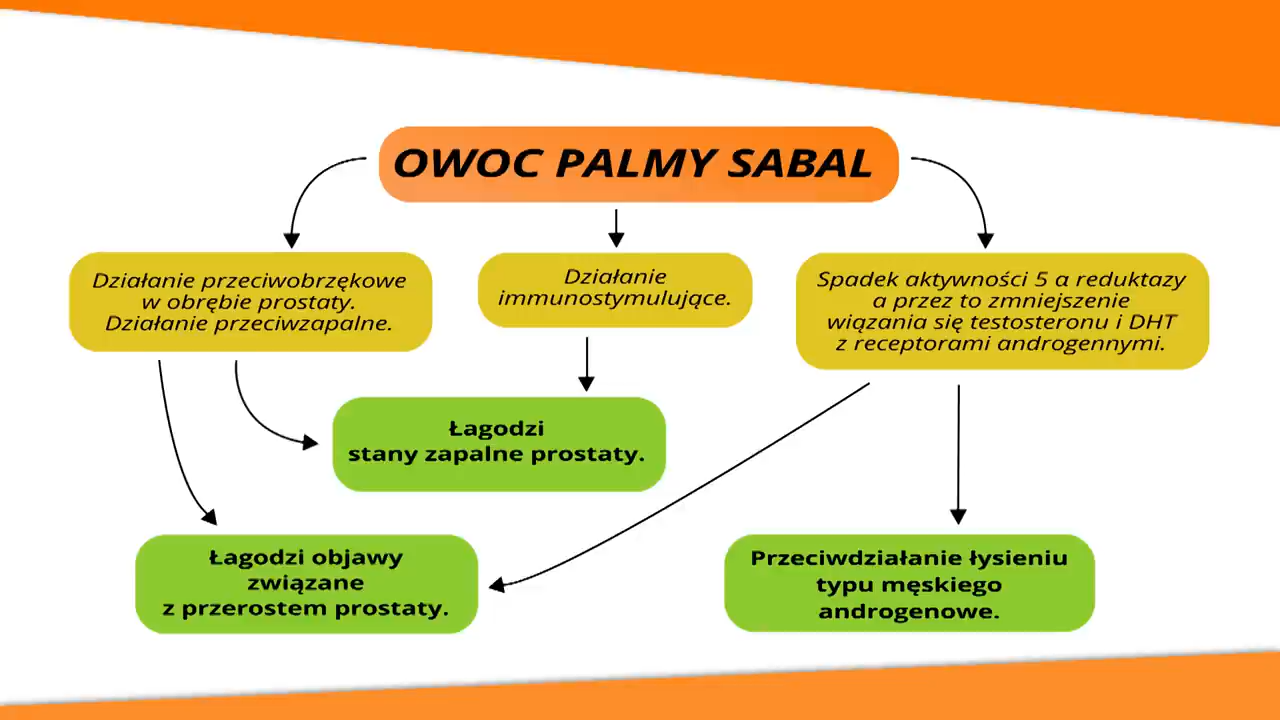 OWOC PALMY SABAL
Działanie przeciwobrzękowe
w obrębie prostaty.
Działanie przeciwzapalne.
Działanie
immunostymulujące.
Spadek aktywności 5 a reduktazy
a przez to zmniejszenie
wiązania się testosteronu i DHT
z receptorami androgennymi.
Łagodzi
stany zapalne prostaty.
Łagodzi objawy
związane
z przerostem prostaty.
Przeciwdziałanie łysieniu
typu męskiego
androgenowe.